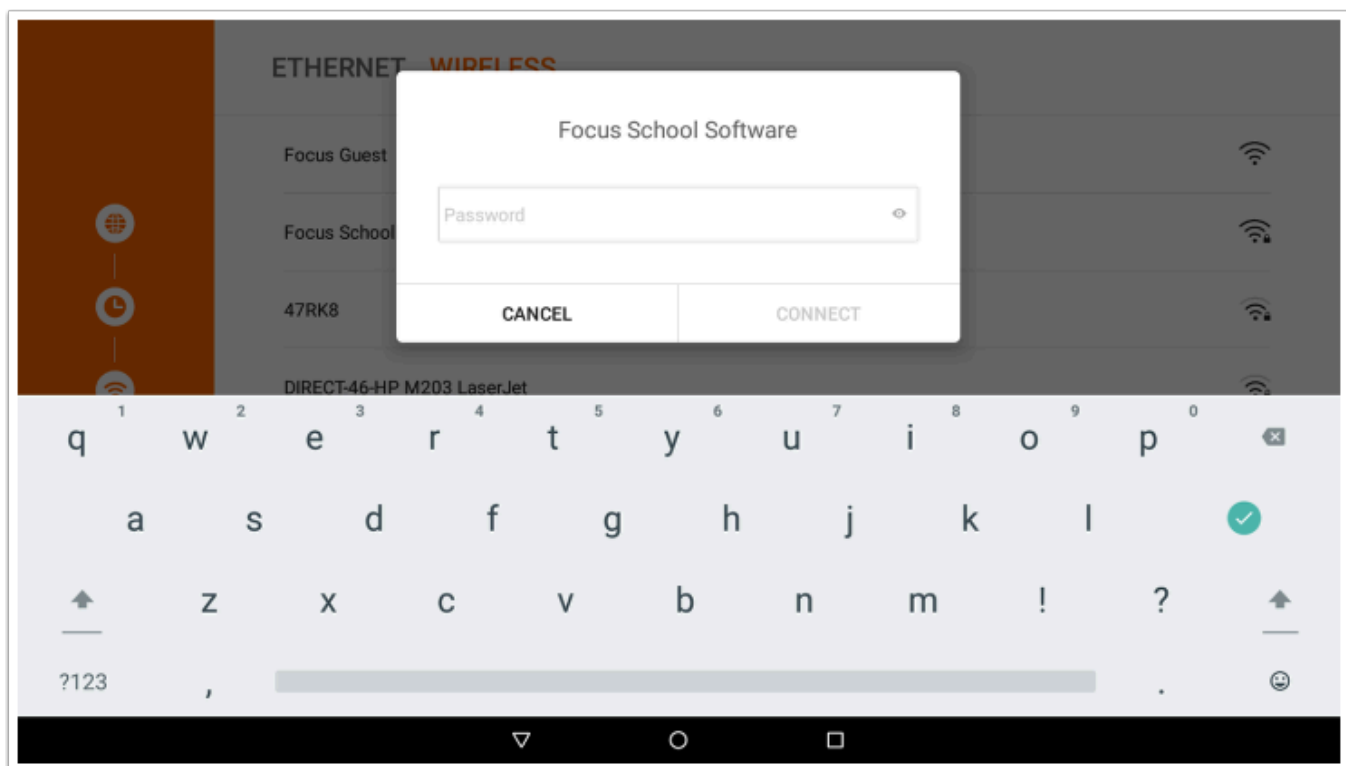 ETHERNET WIRELESS
Focus School Software
Focus Guest
Password
Focus School
47RK8
CANCEL CONNECT
DIRECT-46-HP M203 LaserJet
1 2 3 4 5 6 7 8 9 0
q w e r t y u i o p
a s d f g h j k l
z x c v b n m ! ?
?123 , .